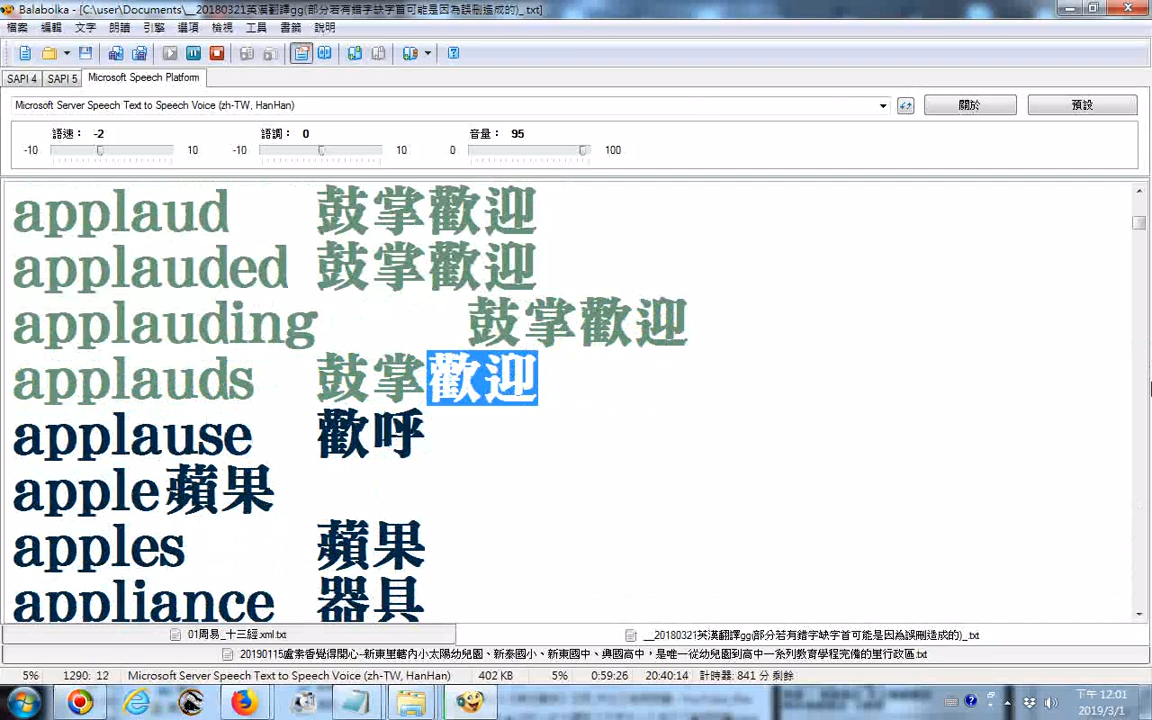 Balabolka - [C:\user\Documents\__20180321英漢翻譯gg(部分若有錯字缺字首可能是因為誤刪造成的)_.txt]
檔案 編輯 文字 朗讀 引擎 選項 檢視 工具 書籤 說明
SAPI 4 SAPI 5 Microsoft Speech Platform
Microsoft Server Speech Text to Speech Voice (zh-TW, HanHan) 關於 預設
語速： -2 語調： 0 音量： 95
-10 10 -10 10 0 100
applaud 鼓掌歡迎
applauded 鼓掌歡迎
applauding 鼓掌歡迎
applauds 鼓掌歡迎
applause 歡呼
apple蘋果
apples 蘋果
appliance 器具
01周易_十三經.xml.txt __20180321英漢翻譯gg(部分若有錯字缺字首可能是因為誤刪造成的)_.txt
20190115盧素香覺得開心--新東里轄內小太陽幼兒園、新泰國小、新東國中、興國高中，是唯一從幼兒園到高中一系列教育學程完備的里行政區.txt
5% 1290: 12 Microsoft Server Speech Text to Speech Voice (zh-TW, HanHan) 402 KB 5% 0:59:26 20:40:14 計時器: 841 分 剩餘
下午 12:01
2019/3/1